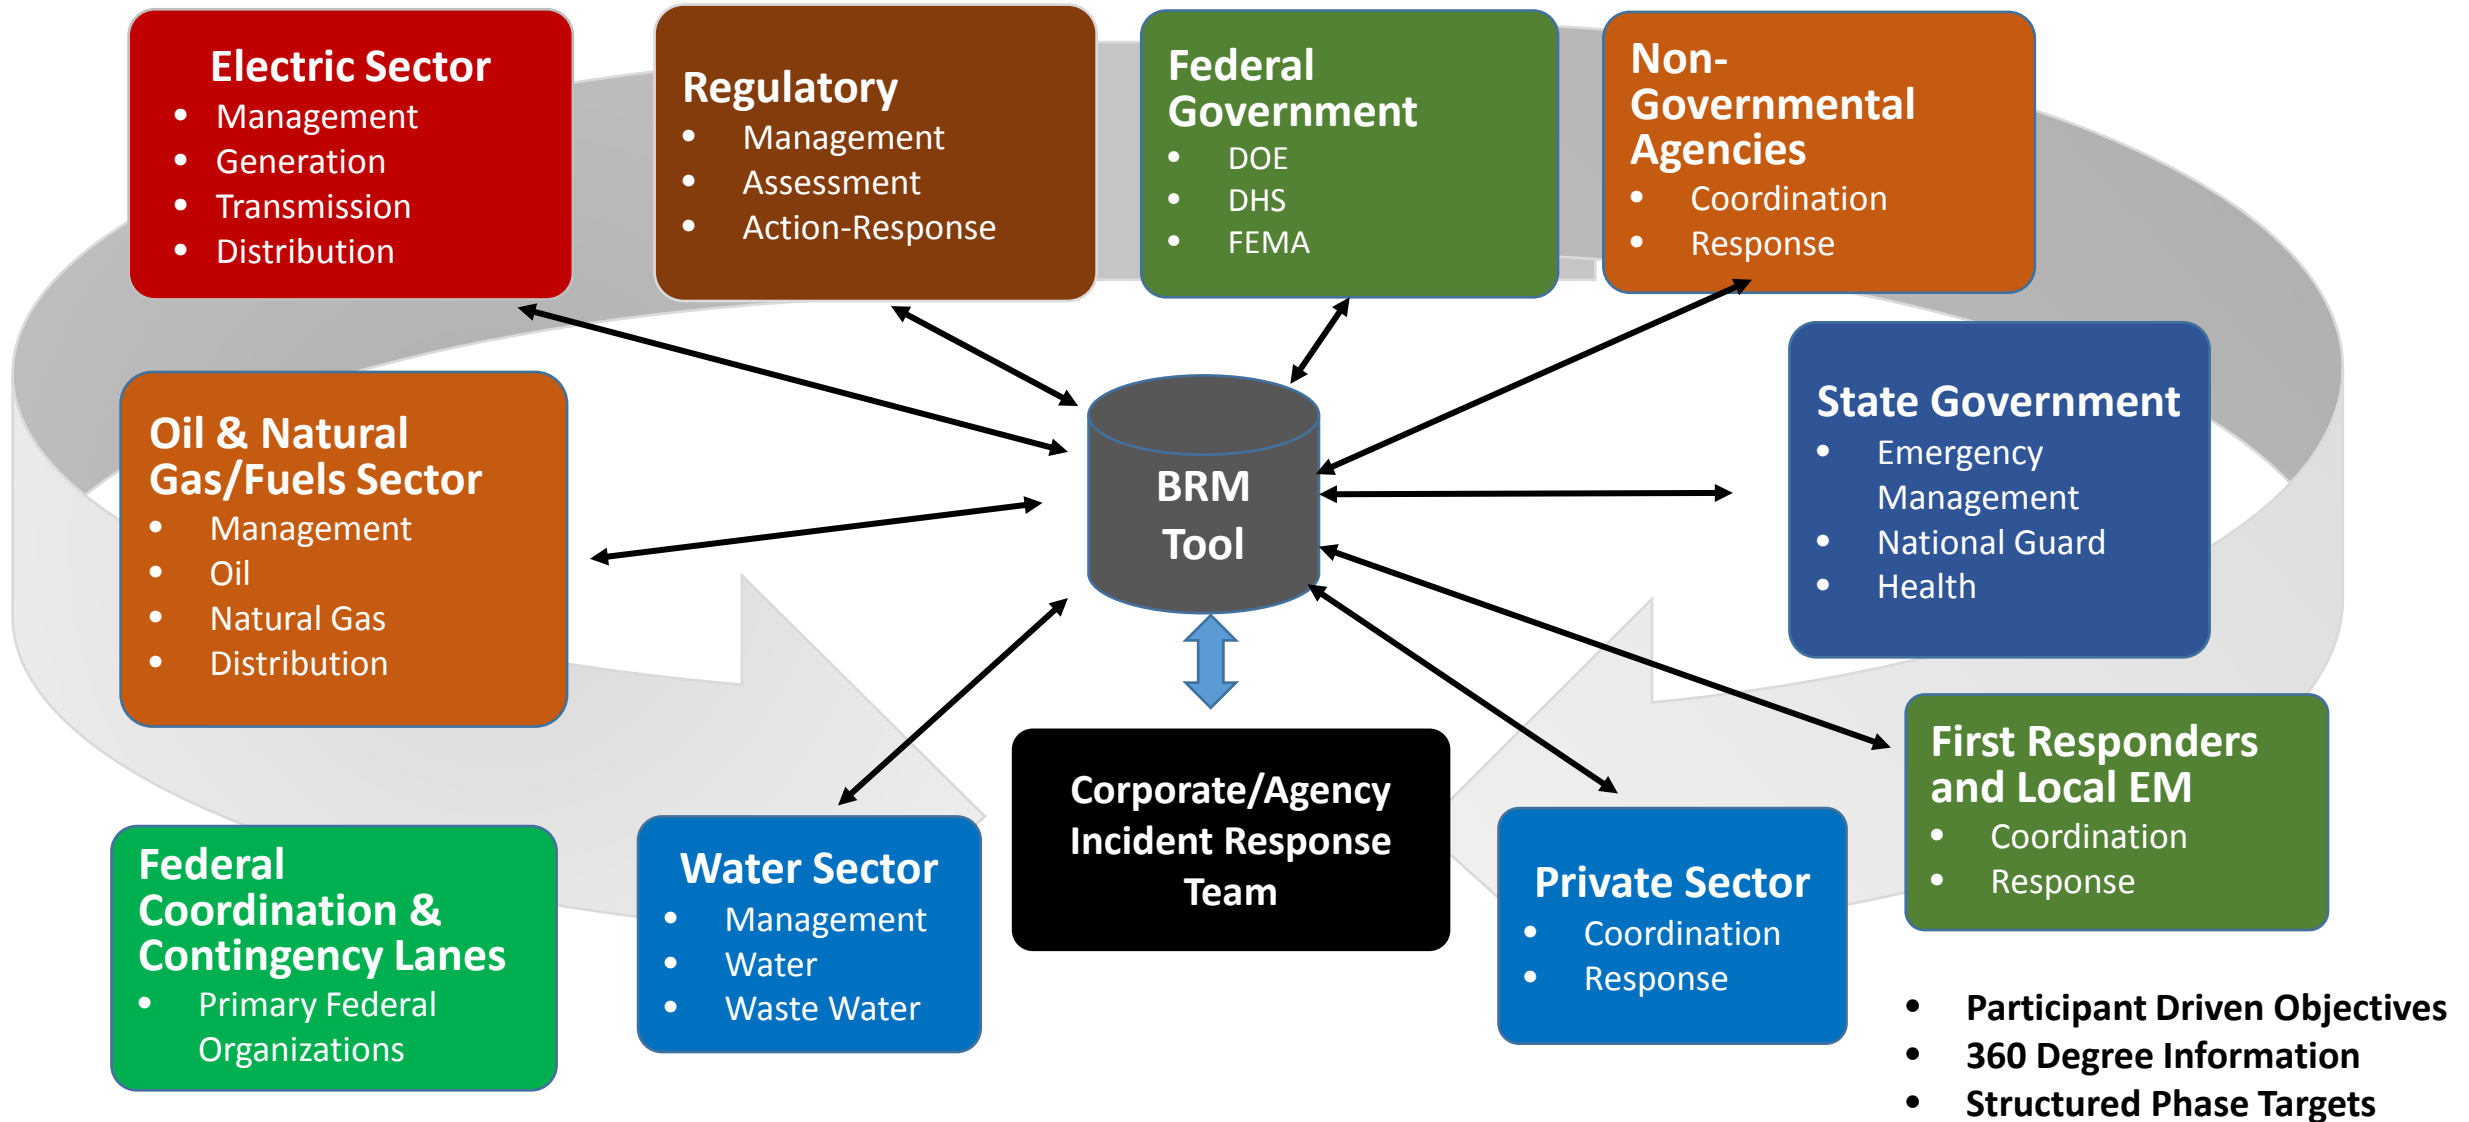 Electric Sector
• Management
• Generation
• Transmission
• Distribution
Regulatory
• Management
• Assessment
• Action-Response
Federal
Government
• DOE
• DHS
• FEMA
Non-
Governmental
Agencies
• Coordination
• Response
Oil & Natural
Gas/Fuels Sector
• Management
• Oil
• Natural Gas
• Distribution
BRM
Tool
State Government
• Emergency
Management
• National Guard
• Health
Federal
Coordination &
Contingency Lanes
• Primary Federal
Organizations
Water Sector
• Management
• Water
• Waste Water
Corporate/Agency
Incident Response
Team
Private Sector
• Coordination
• Response
First Responders
and Local EM
• Coordination
• Response
• Participant Driven Objectives
• 360 Degree Information
• Structured Phase Targets